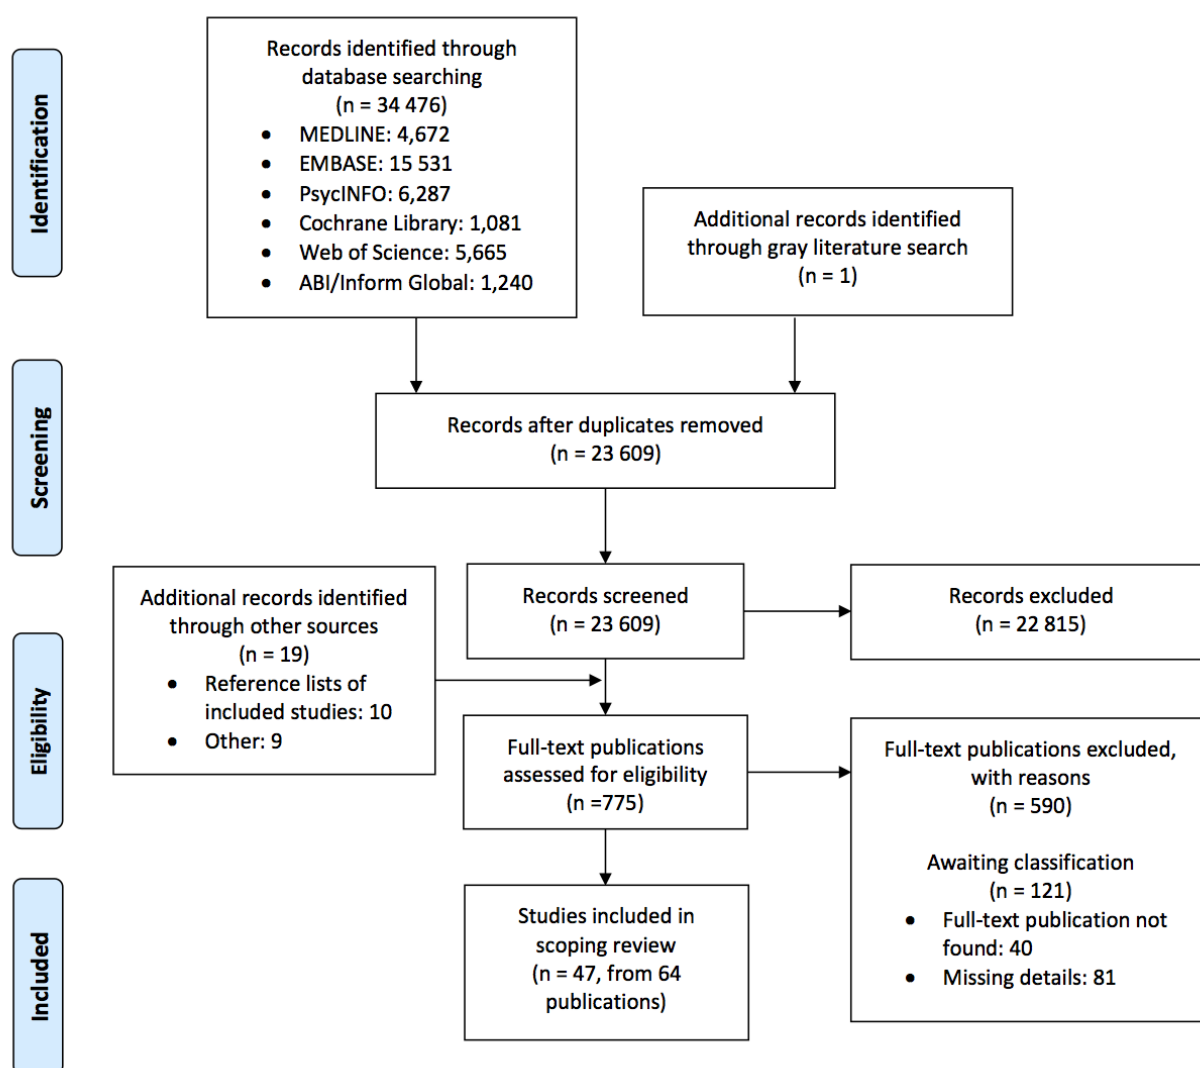 Identification
Records identified through
database searching
(n = 34 476)
• MEDLINE: 4,672
• EMBASE: 15 531
• PsycINFO: 6,287
• Cochrane Library: 1,081
• Web of Science: 5,665
• ABI/Inform Global: 1,240
Additional records identified
through gray literature search
(n = 1)
Screening
Records after duplicates removed
(n = 23 609)
Records screened
(n = 23 609)
Records excluded
(n = 22 815)
Additional records identified
through other sources
(n = 19)
• Reference lists of
included studies: 10
• Other: 9
Eligibility
Full-text publications
assessed for eligibility
(n =775)
Full-text publications excluded,
with reasons
(n = 590)
Awaiting classification
(n = 121)
• Full-text publication not
found: 40
• Missing details: 81
Included
Studies included in
scoping review
(n = 47, from 64
publications)